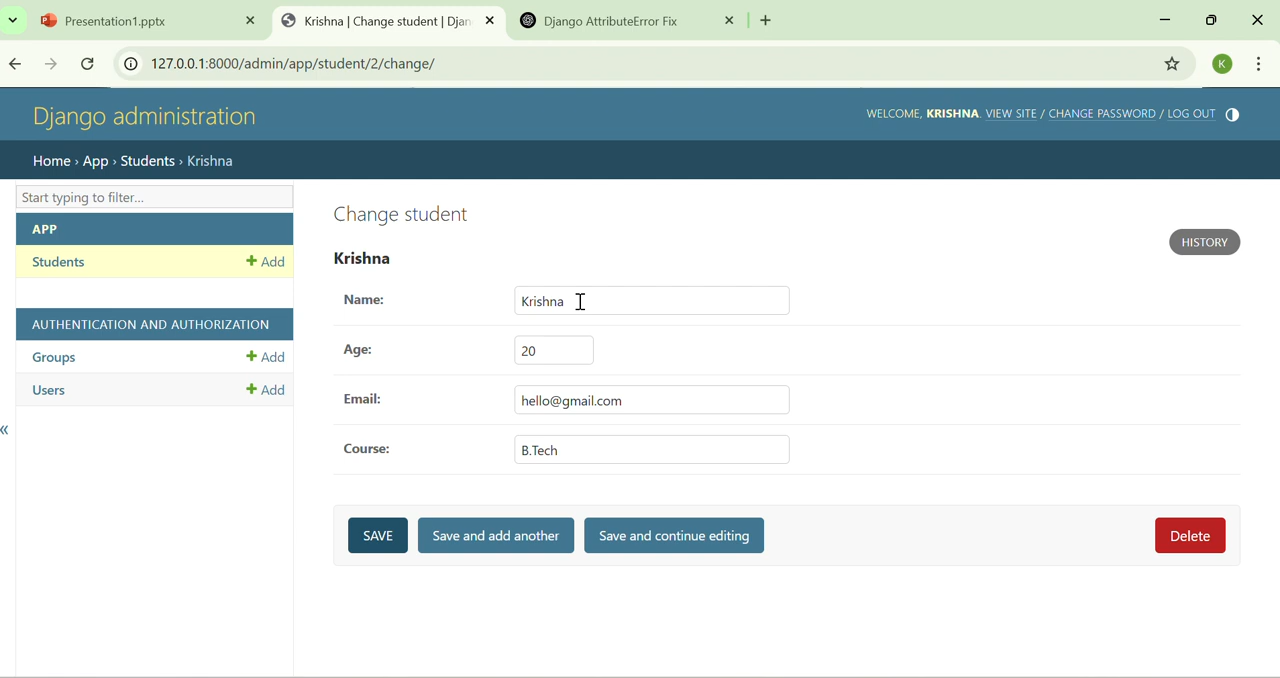 Presentation1.pptx
Krishna | Change student | Djan
Django AttributeError Fix
127.0.0.1:8000/admin/app/student/2/change/
K
Django administration
WELCOME, KRISHNA. VIEW SITE / CHANGE PASSWORD / LOG OUT
Home › App › Students › Krishna
Start typing to filter...
APP
Students + Add
AUTHENTICATION AND AUTHORIZATION
Groups + Add
Users + Add
«
Change student
HISTORY
Krishna
Name: Krishna
Age: 20
Email: hello@gmail.com
Course: B.Tech
SAVE Save and add another Save and continue editing Delete